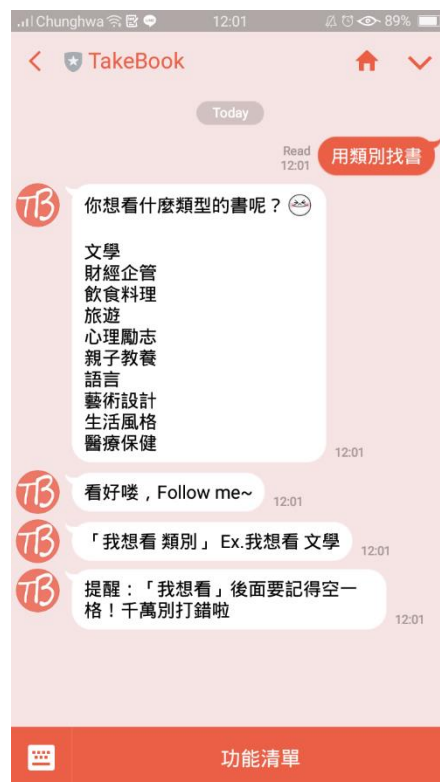 Chunghwa 12:01 89%
TakeBook
Today
Read
12:01
用類別找書
TB
你想看什麼類型的書呢？
文學
財經企管
飲食料理
旅遊
心理勵志
親子教養
語言
藝術設計
生活風格
醫療保健
12:01
TB
看好喽，Follow me~
12:01
TB
「我想看 類別」 Ex.我想看 文學
12:01
TB
提醒：「我想看」後面要記得空一
格！千萬別打錯啦
12:01
功能清單